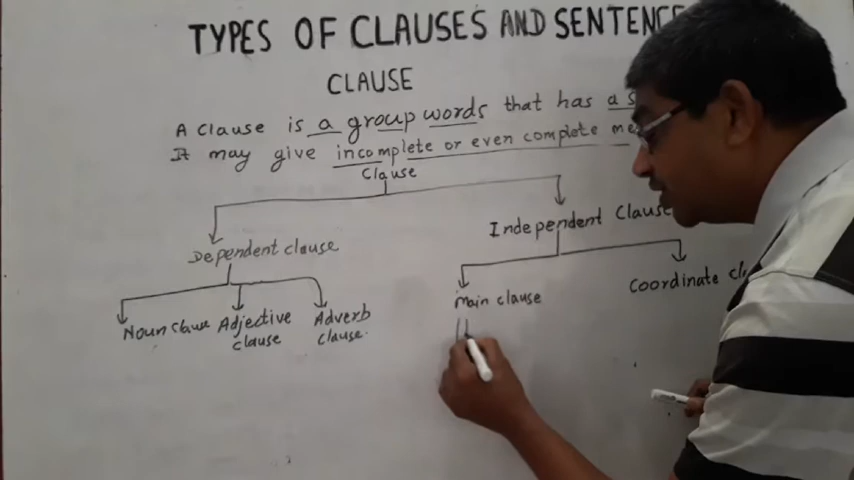 TYPES OF CLAUSES AND SENTENCE
CLAUSE
A clause is a group words that has a
It may give incomplete or even complete
Clause
Dependent clause
Independent Clause
Noun clause Adjective clause
Adverb clause.
Main clause
Coordinate